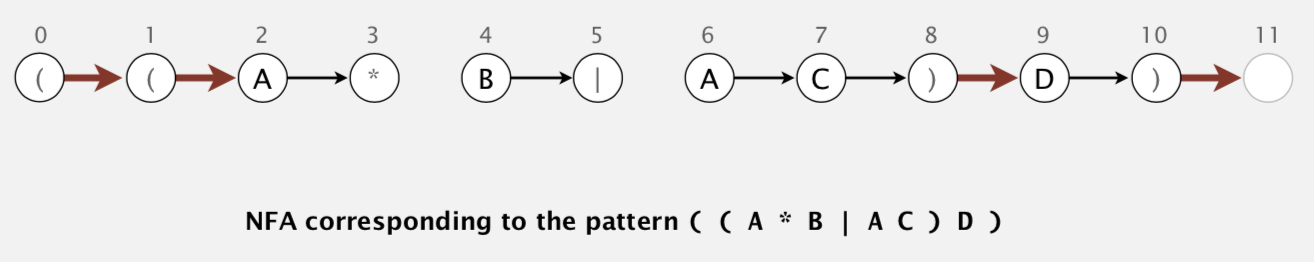 0 1 2 3 4 5 6 7 8 9 10 11
( ( A * B | A C ) D )
NFA corresponding to the pattern ( ( A * B | A C ) D )